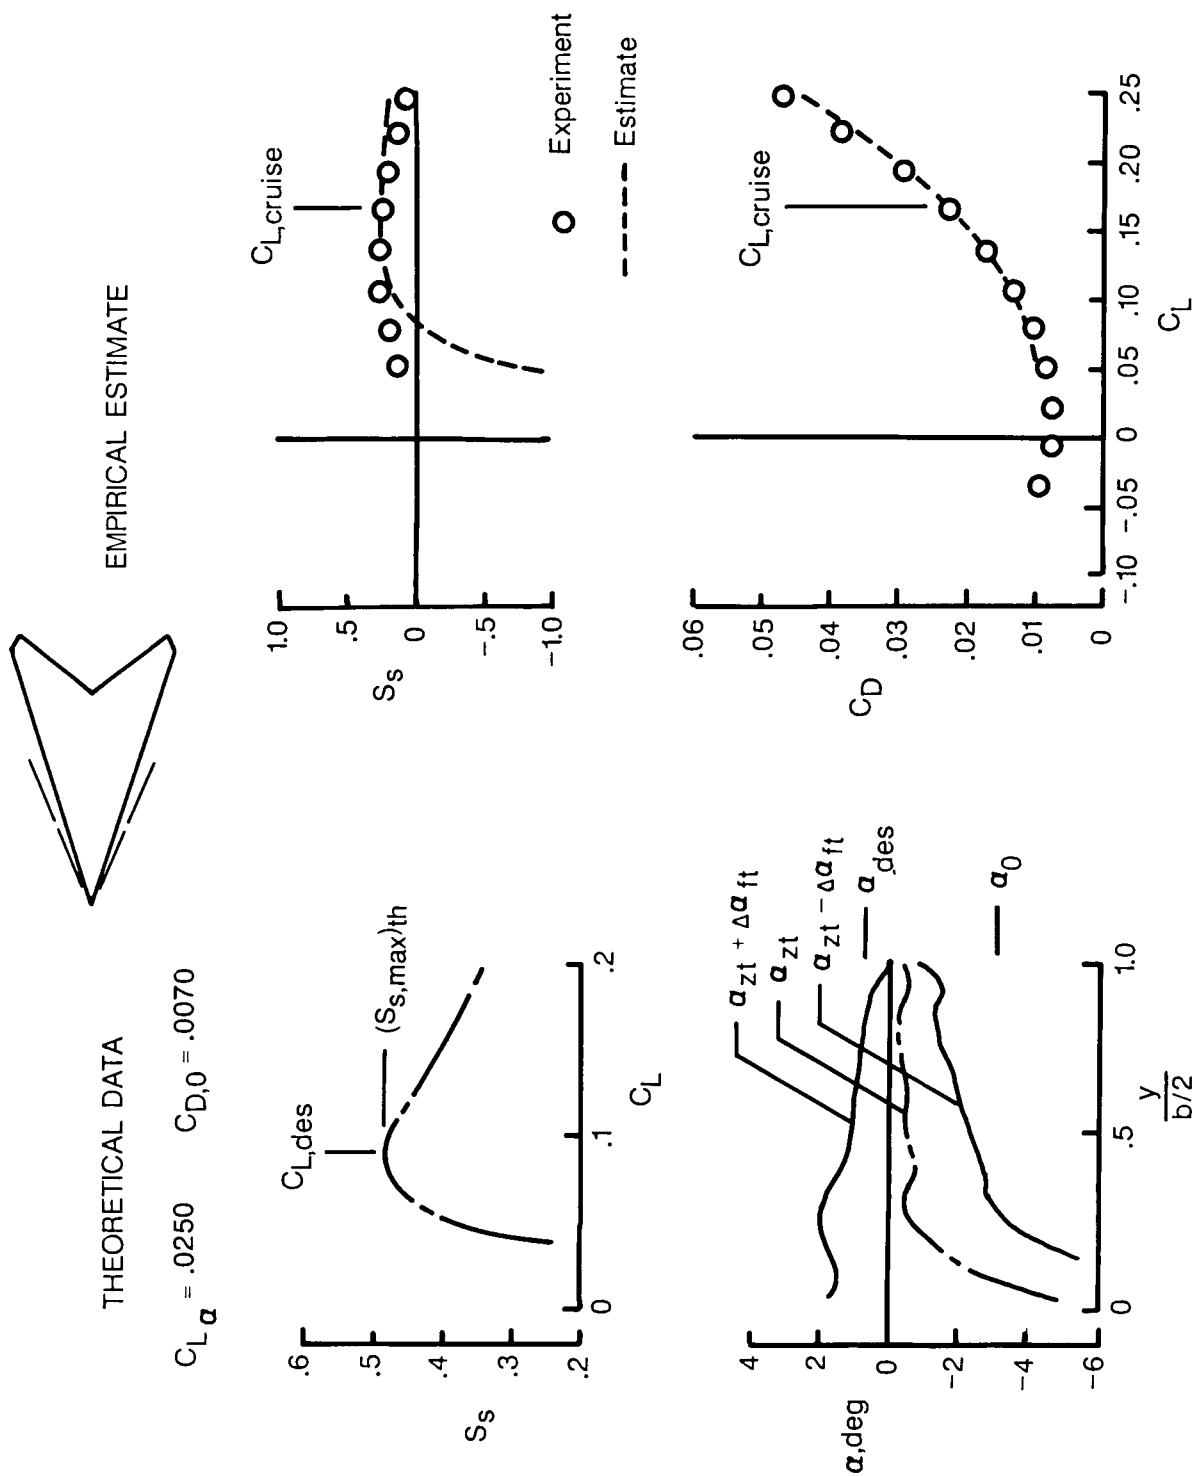 THEORETICAL DATA
C_Lα = .0250 C_D,0 = .0070
.6
.5
.4
.3
.2
S_s
0
.1
.2
C_L
C_L,des
(S_s,max)_th
4
2
0
−2
−4
−6
α,deg
0
.5
1.0
y
b/2
α_zt + Δα_ft
α_zt
α_zt − Δα_ft
α_des
α_0
EMPIRICAL ESTIMATE
1.0
.5
0
−.5
−1.0
S_s
C_L,cruise
Experiment
Estimate
.06
.05
.04
.03
.02
.01
0
C_D
C_L,cruise
−.10
−.05
0
.05
.10
.15
.20
.25
C_L